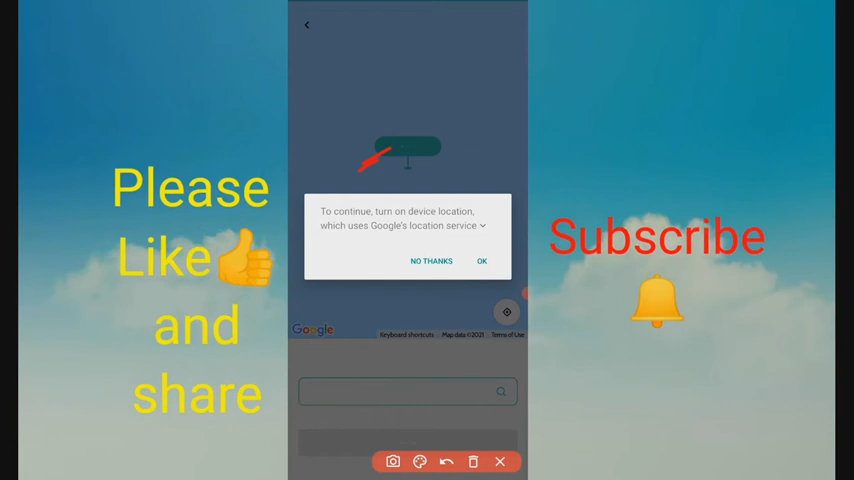 Please
Like👍
and
share
To continue, turn on device location,
which uses Google's location service
NO THANKS
OK
Google
Keyboard shortcuts
Map data ©2021
Terms of Use
Subscribe